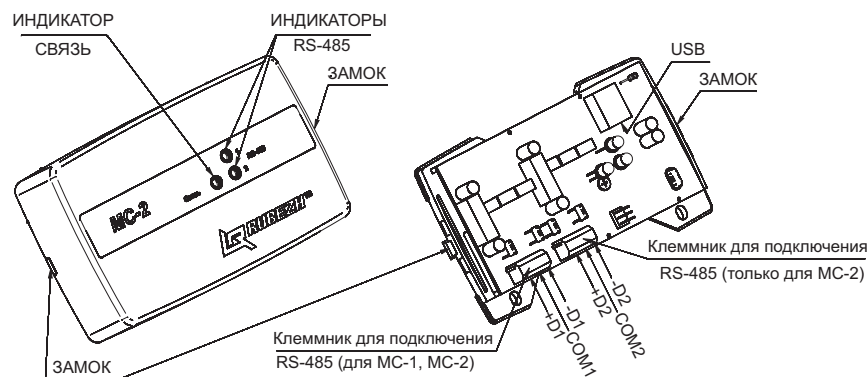 ИНДИКАТОР
СВЯЗЬ
ИНДИКАТОРЫ
RS-485
ЗАМОК
USB
ЗАМОК
МС-2
RUBEZH
Клеммник для подключения
RS-485 (только для МС-2)
-D2
COM2
+D2
-D1
COM1
+D1
Клеммник для подключения
RS-485 (для МС-1, МС-2)
ЗАМОК